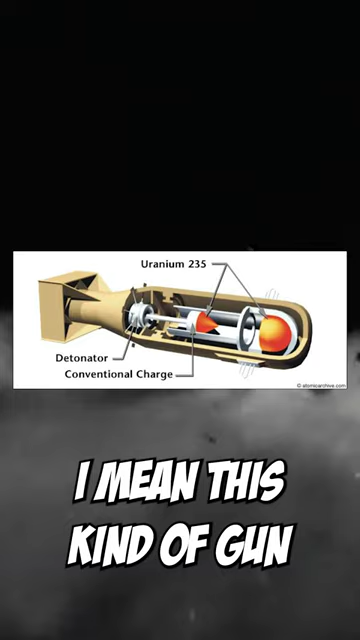 Uranium 235
Detonator
Conventional Charge
© atomicarchive.com
I MEAN THIS
KIND OF GUN